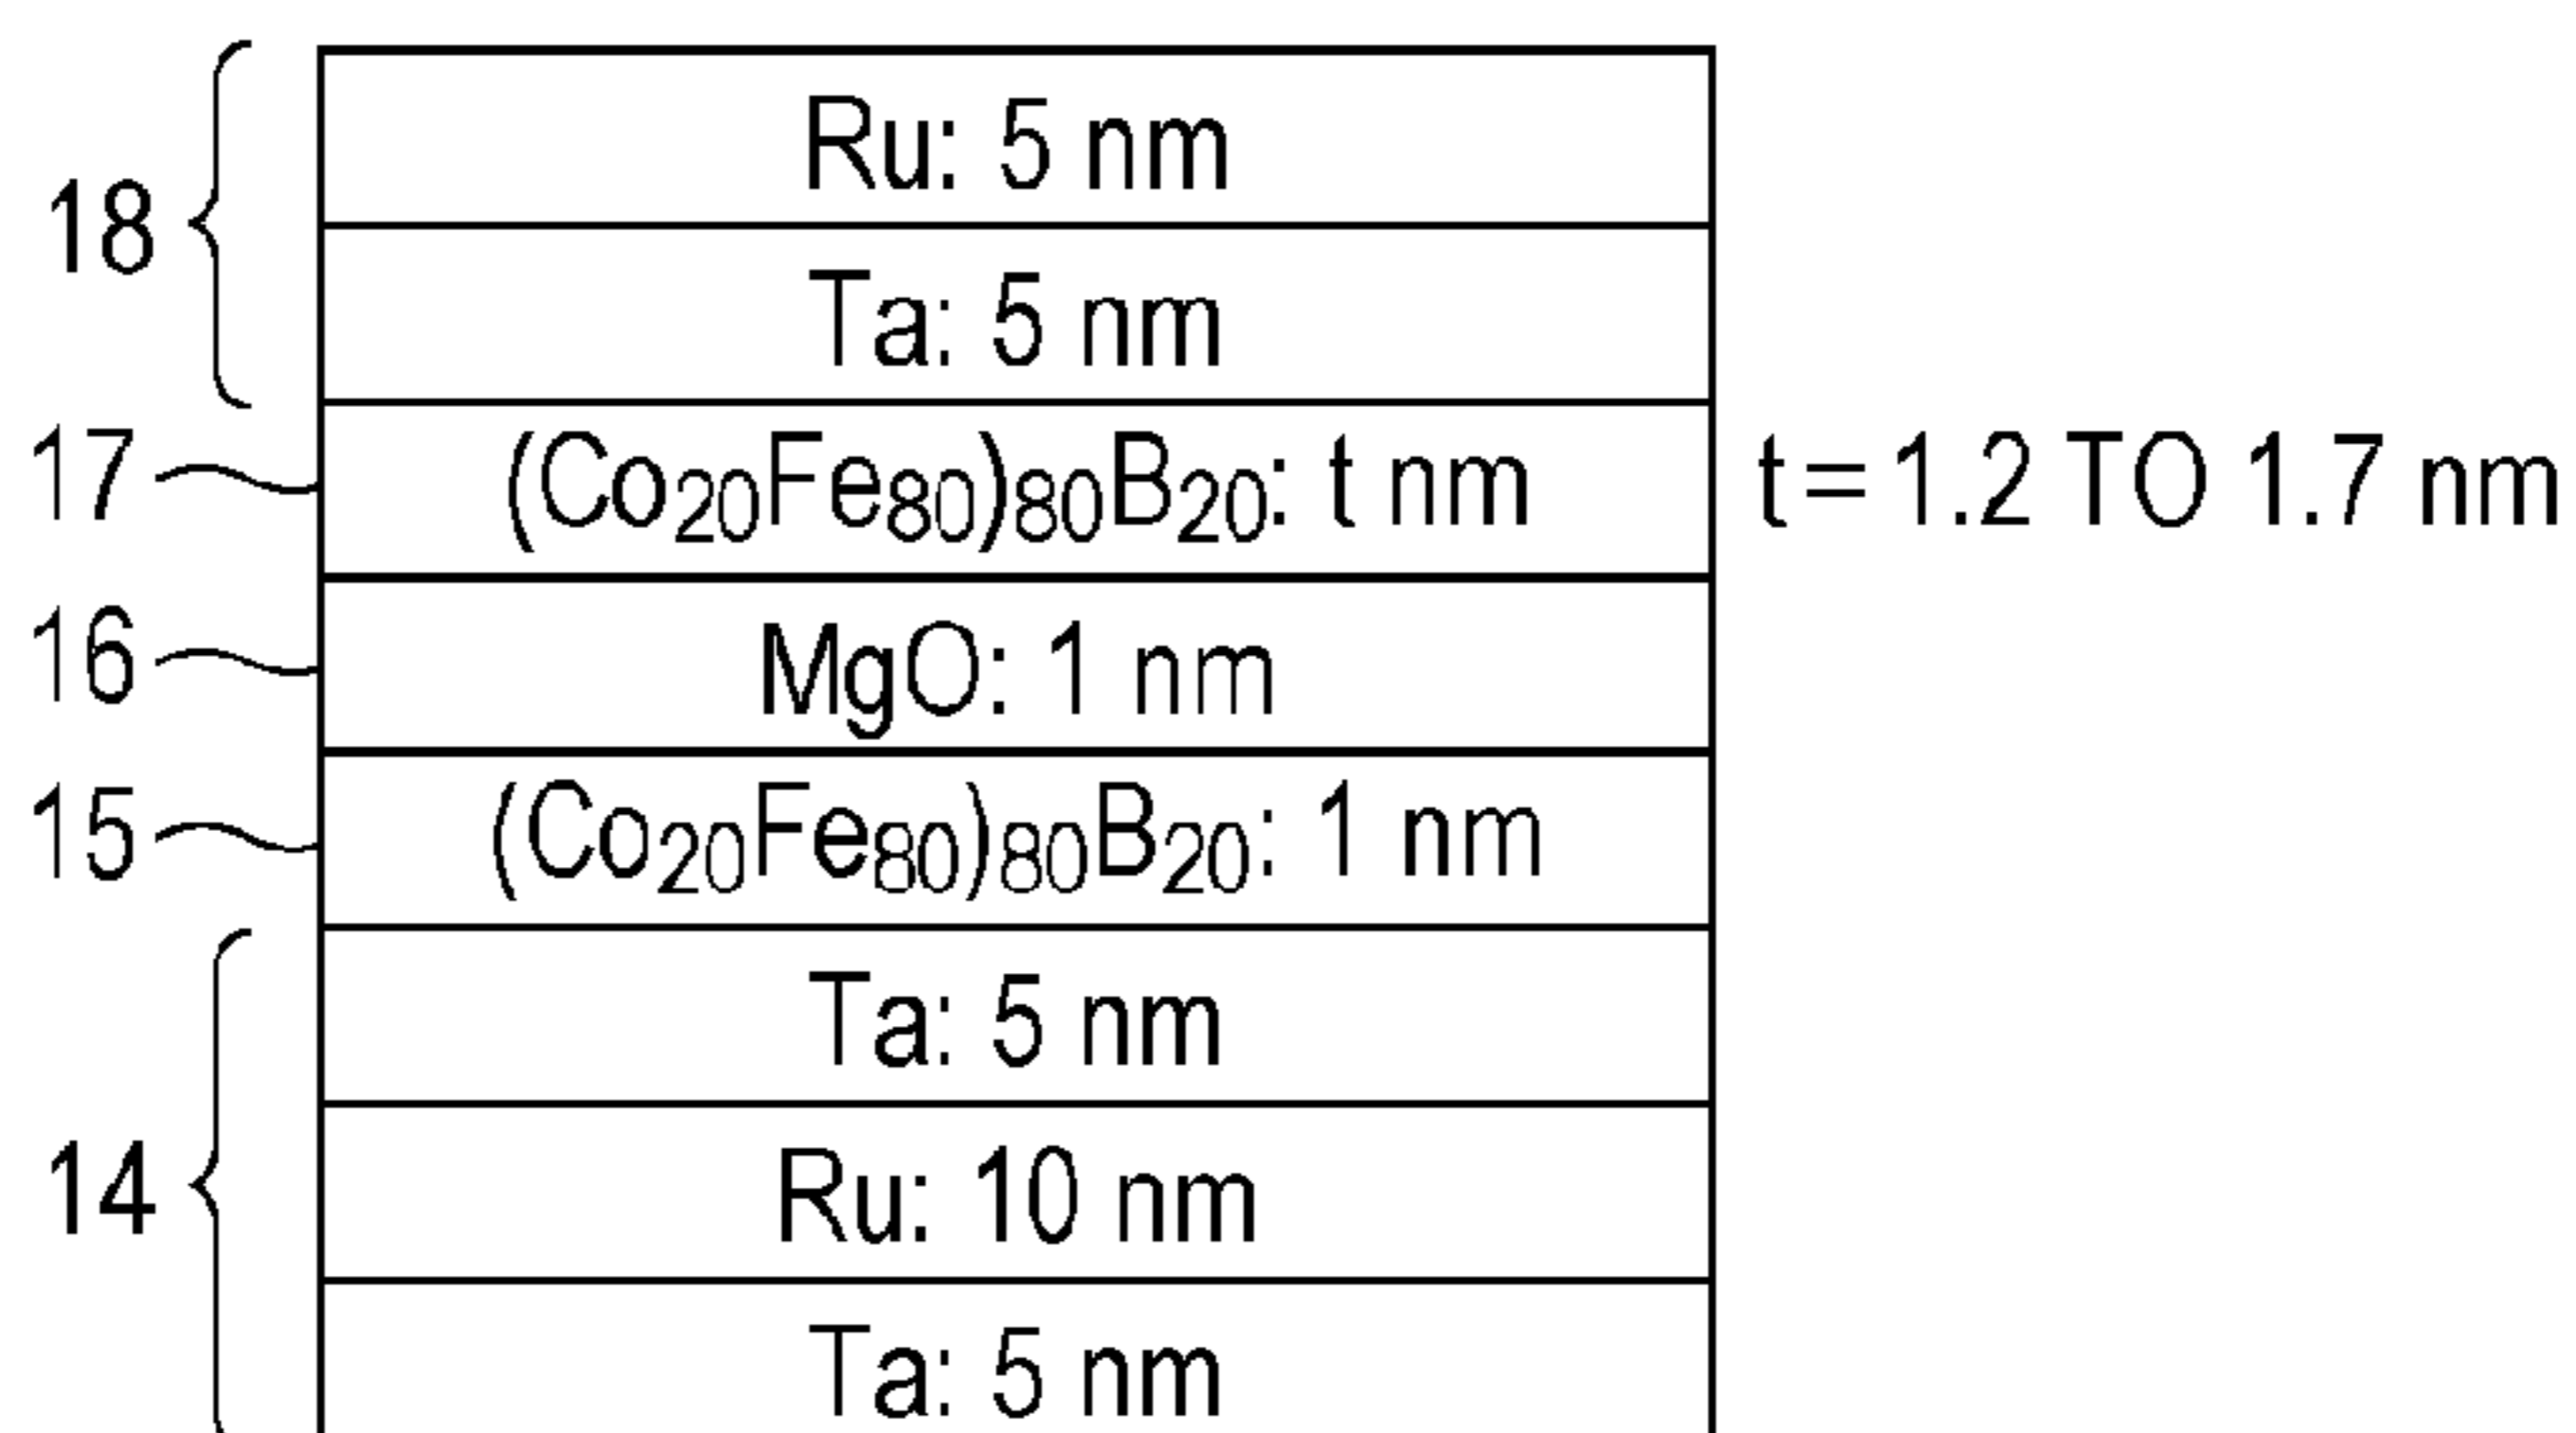 18
Ru: 5 nm
Ta: 5 nm
17
(Co₂₀Fe₈₀)₈₀B₂₀: t nm
t = 1.2 TO 1.7 nm
16
MgO: 1 nm
15
(Co₂₀Fe₈₀)₈₀B₂₀: 1 nm
14
Ta: 5 nm
Ru: 10 nm
Ta: 5 nm